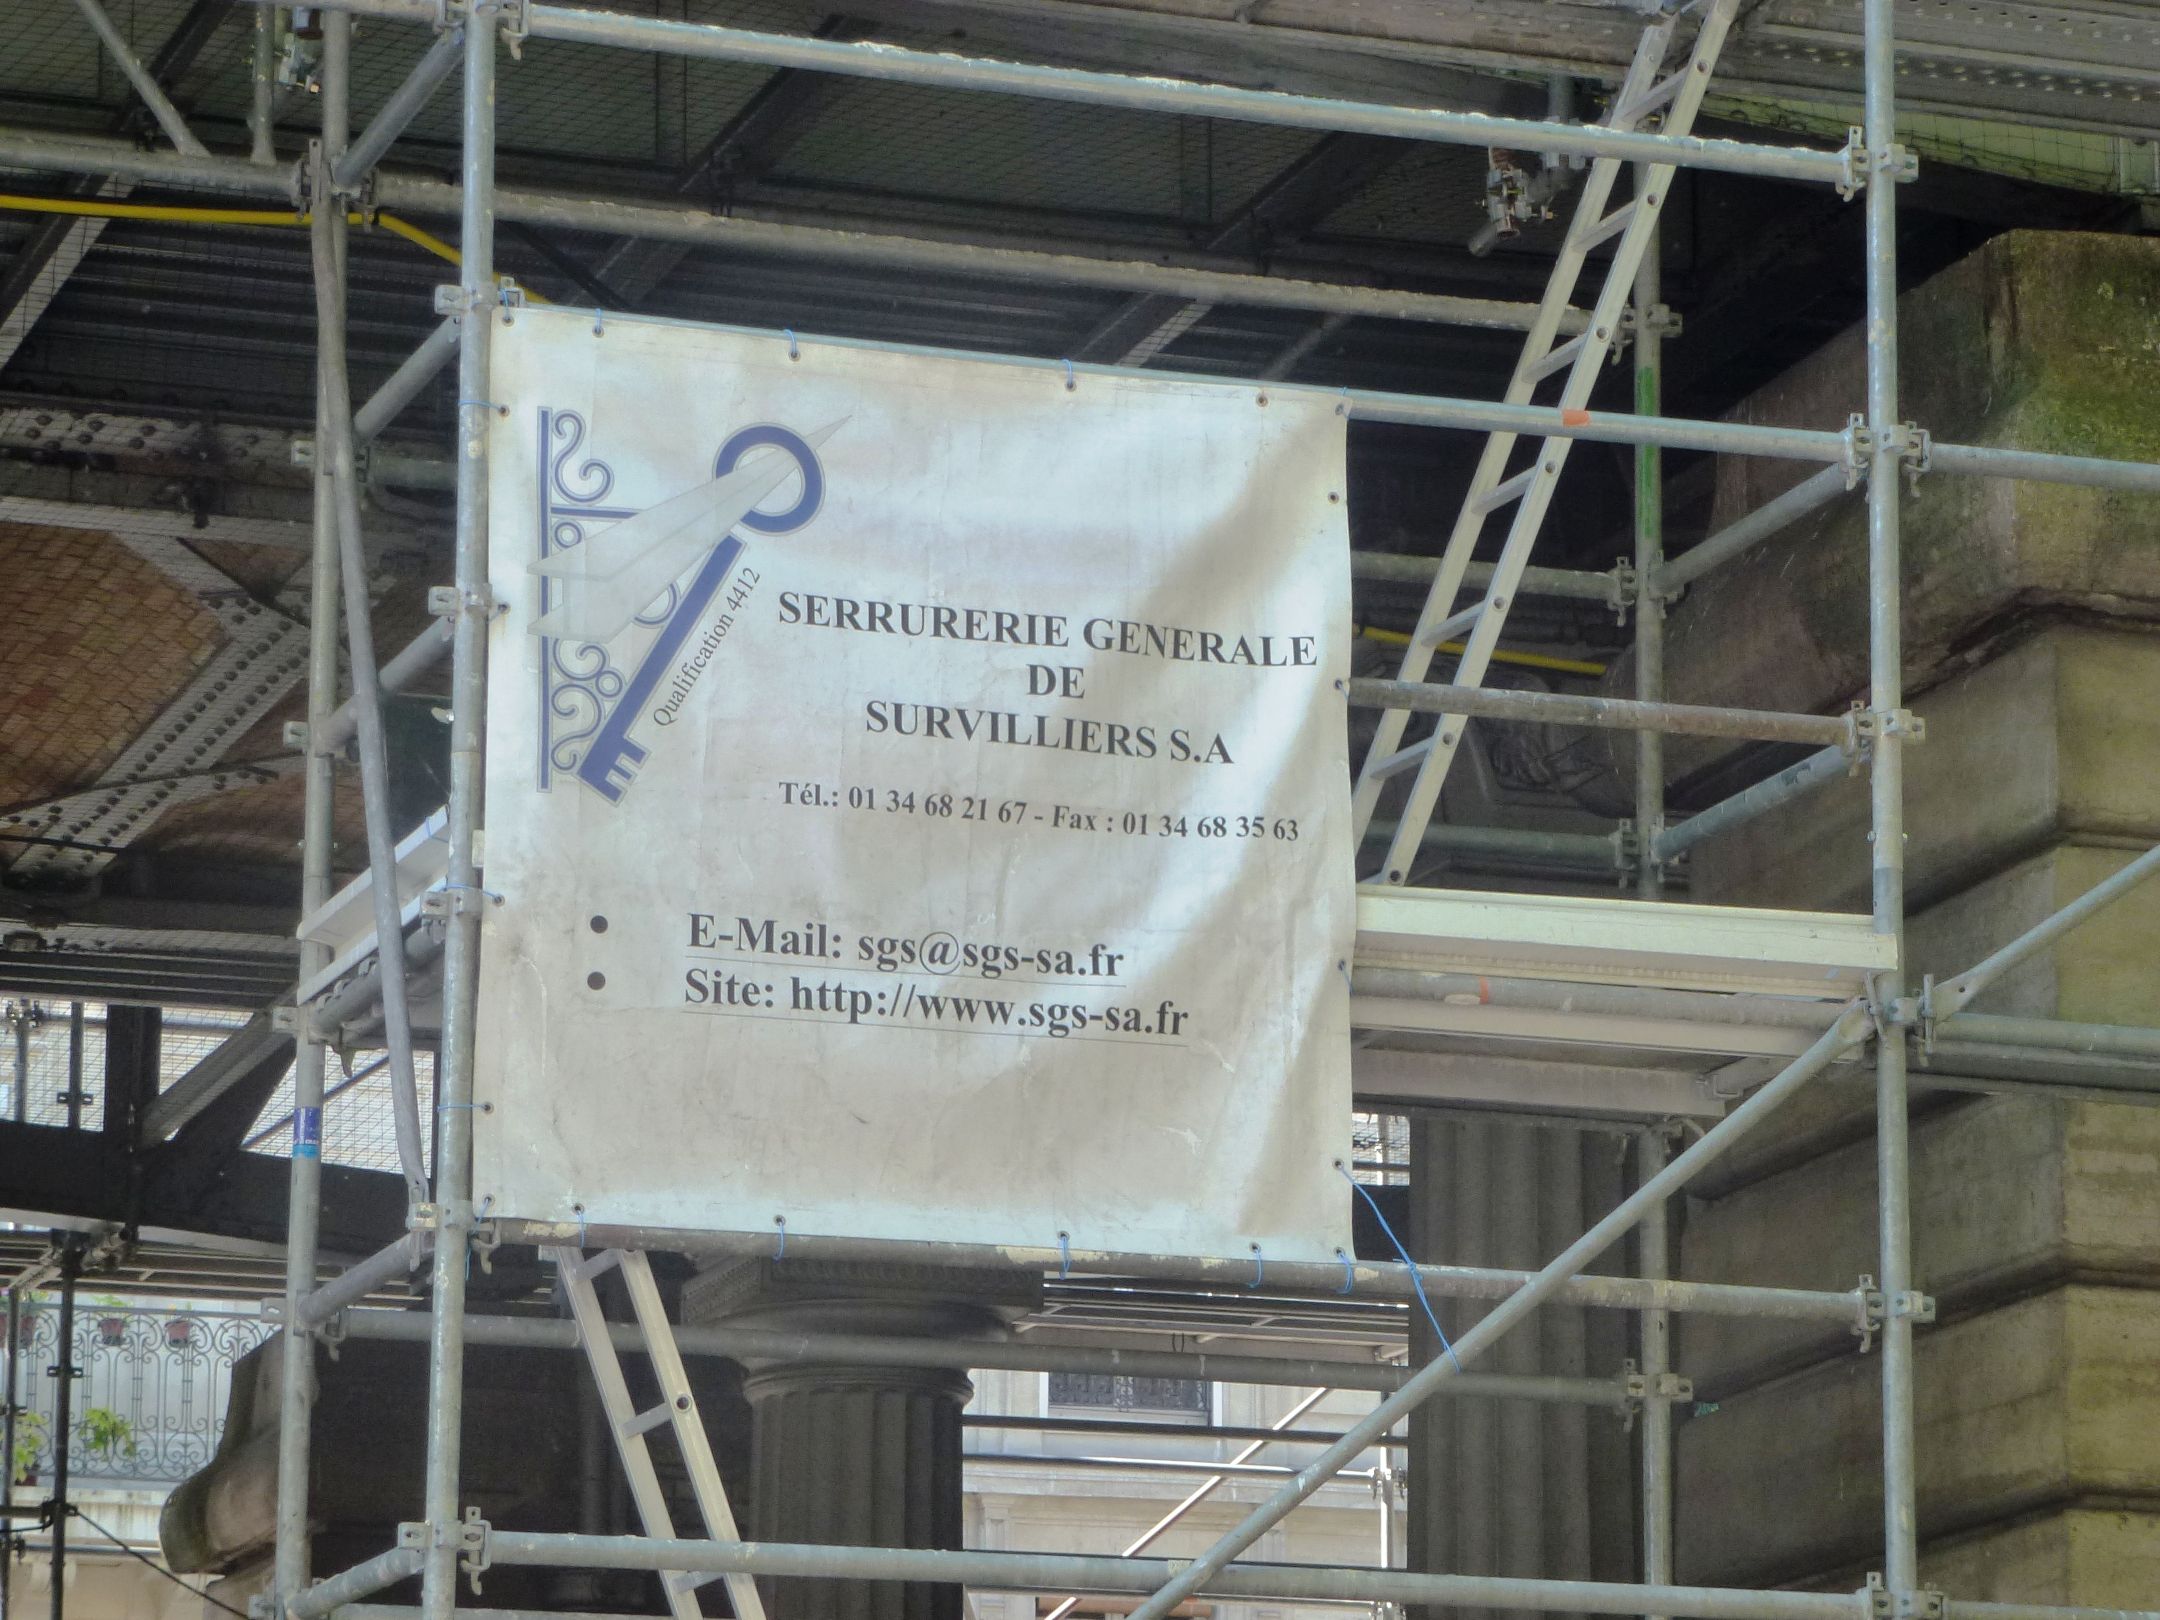 Qualification 4412
SERRURERIE GENERALE
DE
SURVILLIERS S.A
Tél.: 01 34 68 21 67 - Fax : 01 34 68 35 63
• E-Mail: sgs@sgs-sa.fr
• Site: http://www.sgs-sa.fr